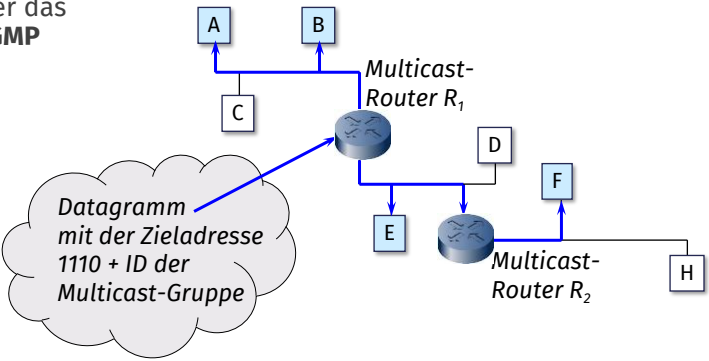 er das
GMP
A
B
C
Multicast-
Router R₁
D
E
F
H
Multicast-
Router R₂
Datagramm
mit der Zieladresse
1110 + ID der
Multicast-Gruppe